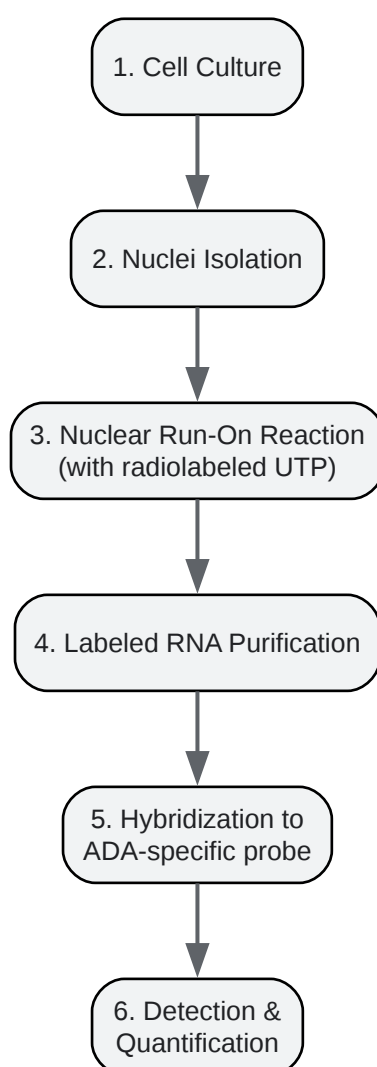 1. Cell Culture
2. Nuclei Isolation
3. Nuclear Run-On Reaction
(with radiolabeled UTP)
4. Labeled RNA Purification
5. Hybridization to
ADA-specific probe
6. Detection &
Quantification